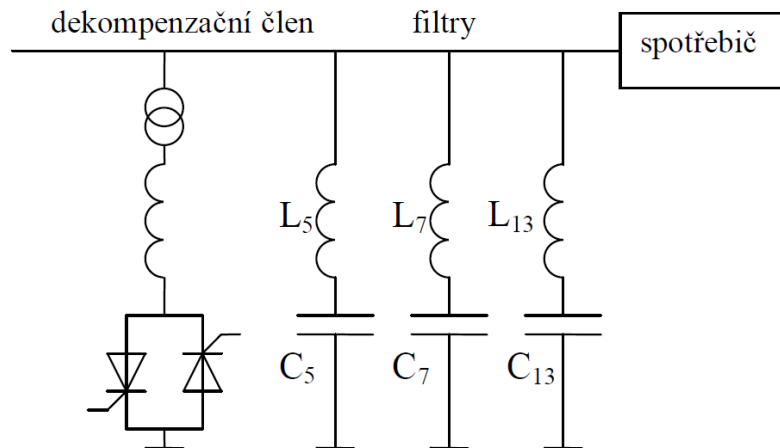 dekompenzační člen
filtry
spotřebič
L5
L7
L13
C5
C7
C13